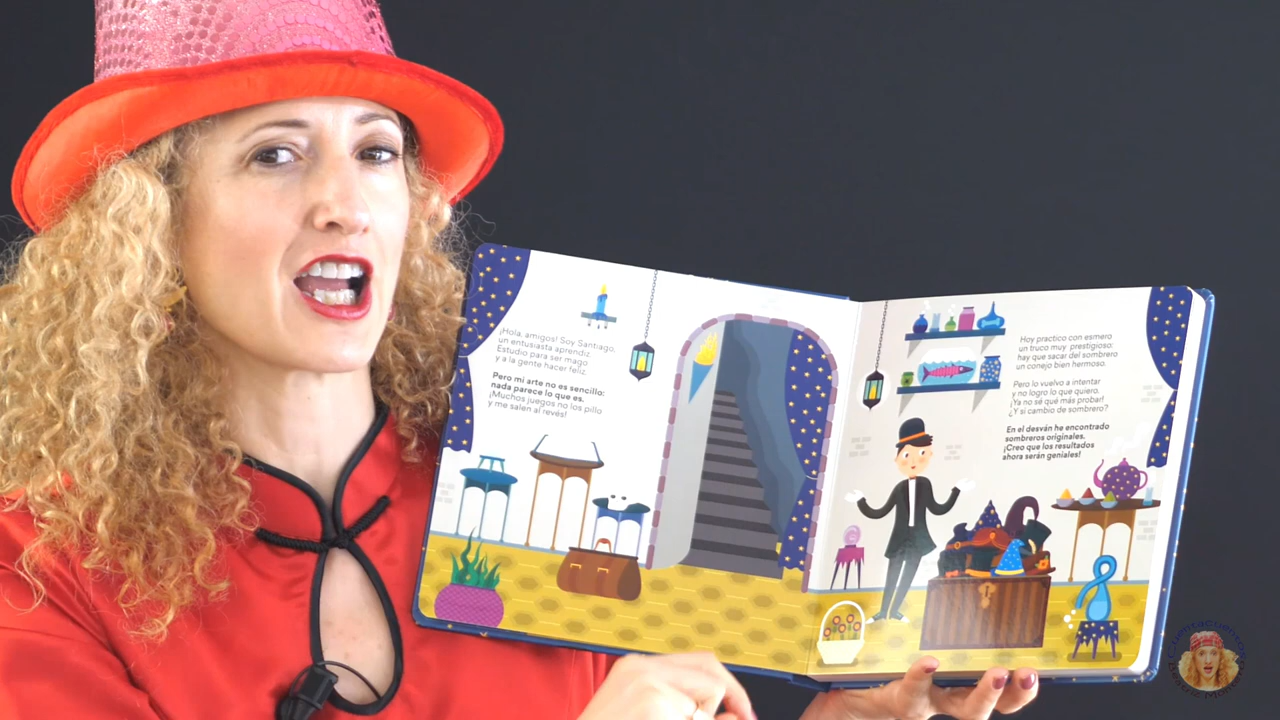 ¡Hola, amigos! Soy Santiago,
un entusiasta aprendiz.
Estudio para ser mago
y a la gente hacer feliz.
Pero mi arte no es sencillo:
nada parece lo que es.
¡Muchos juegos no los pillo
y me salen al revés!
Hoy practico con esmero
un truco muy prestigioso:
hay que sacar del sombrero
un conejo bien hermoso.
Pero lo vuelvo a intentar
y no logro lo que quiero.
¡Ya no sé qué más probar!
¿Y si cambio de sombrero?
En el desván he encontrado
sombreros originales.
¡Creo que los resultados
ahora serán geniales!